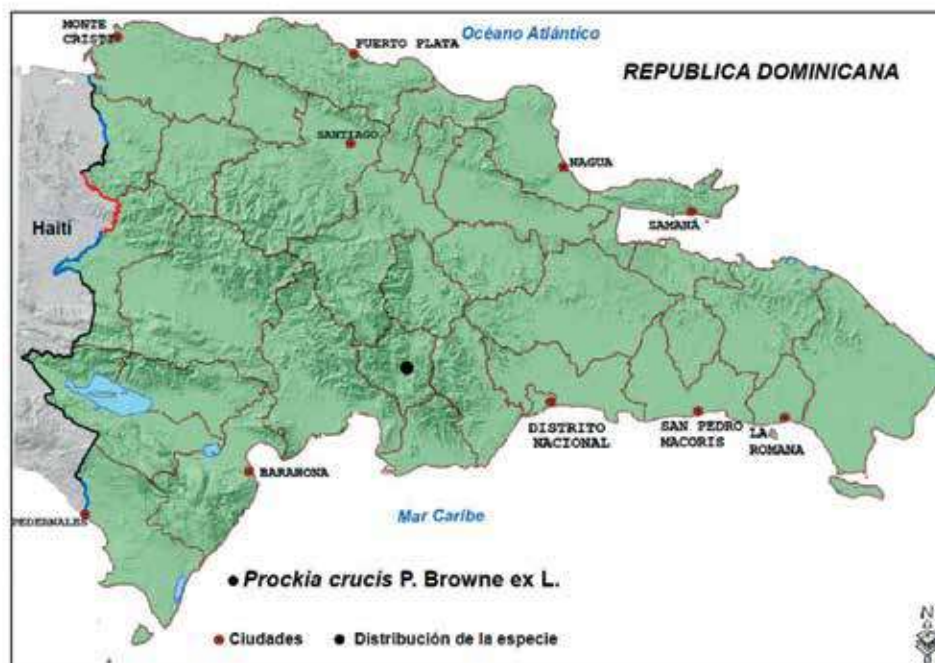 MONTE
CRISTI
Océano Atlántico
PUERTO PLATA
REPUBLICA DOMINICANA
SANTIAGO
NAGUA
SAMANÁ
Haití
DISTRITO
NACIONAL
SAN PEDRO
MACORIS
LA
ROMANA
BARAHONA
PEDERNALES
Mar Caribe
Prockia crucis P. Browne ex L.
Ciudades
Distribución de la especie
N